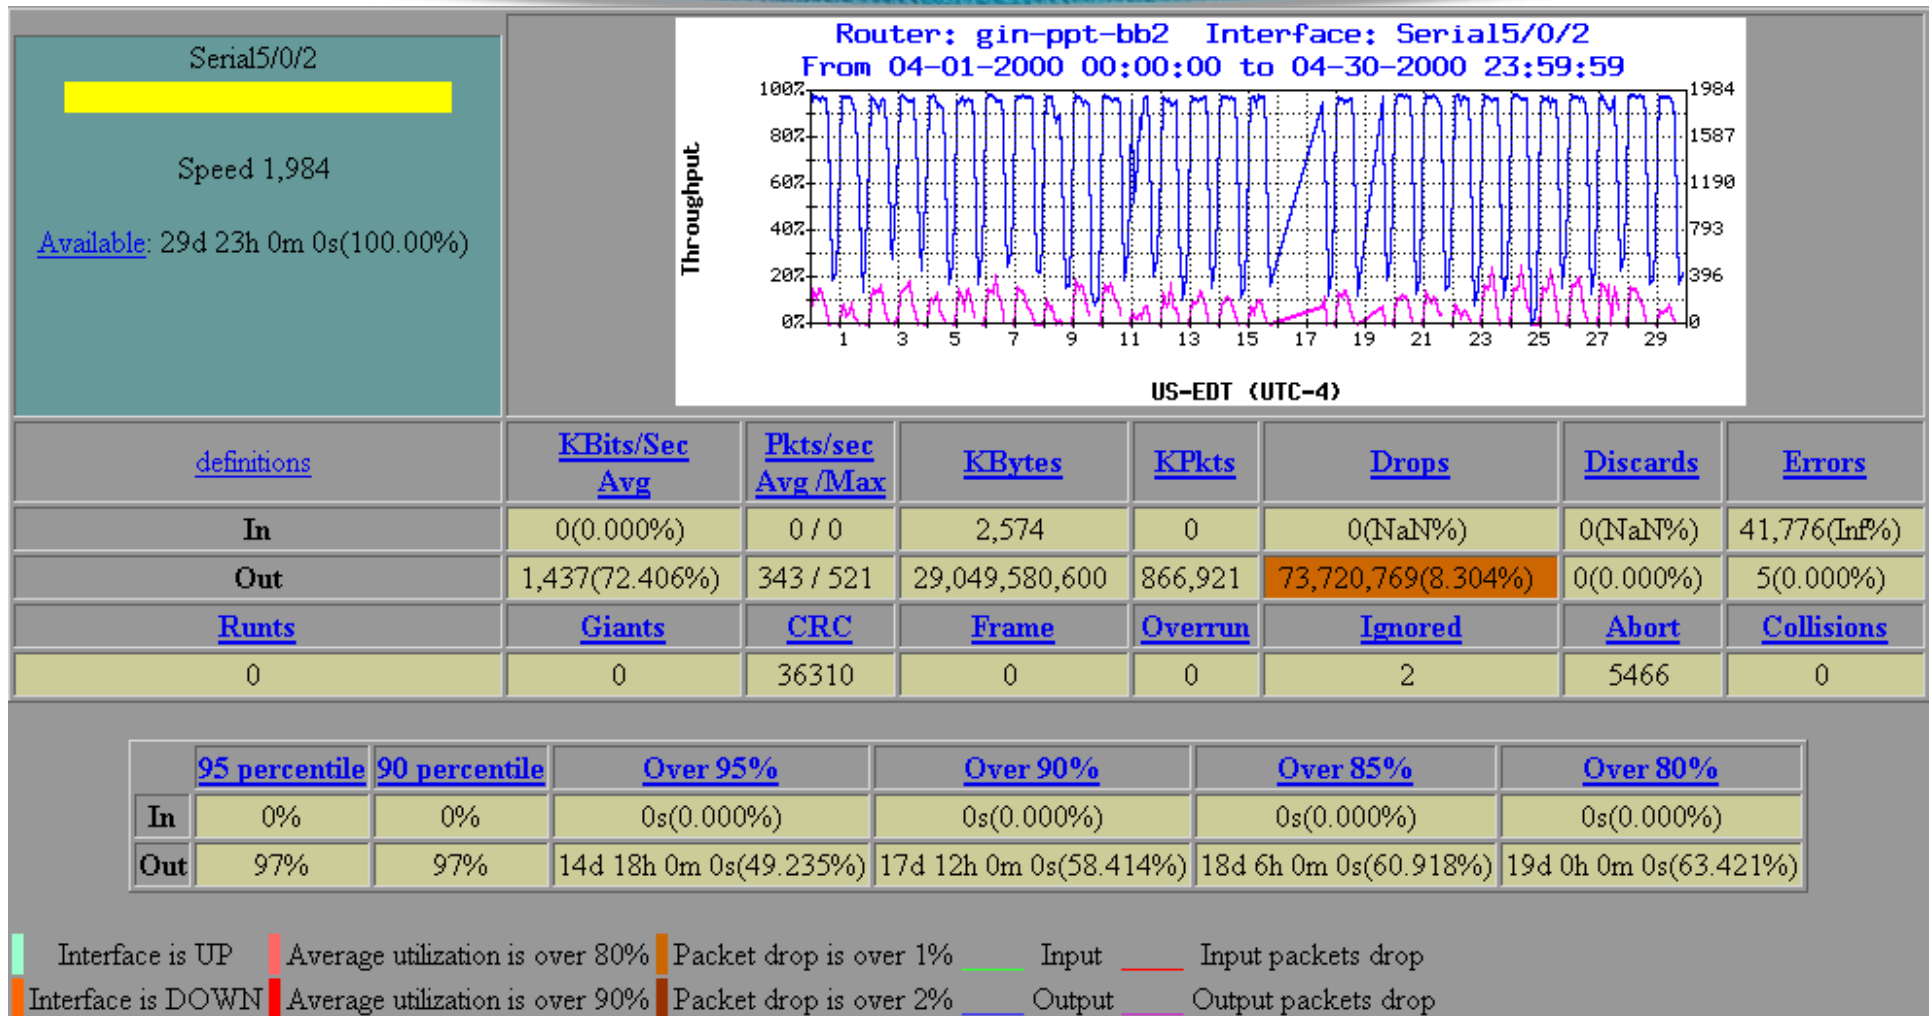 Serial5/0/2
Speed 1,984
Available: 29d 23h 0m 0s(100.00%)
Router: gin-ppt-bb2 Interface: Serial5/0/2
From 04-01-2000 00:00:00 to 04-30-2000 23:59:59
Throughput
100% 1984
80% 1587
60% 1190
40% 793
20% 396
0% 0
1 3 5 7 9 11 13 15 17 19 21 23 25 27 29
US-EDT (UTC-4)
definitions KBits/Sec Avg Pkts/sec Avg /Max KBytes KPkts Drops Discards Errors
In 0(0.000%) 0 / 0 2,574 0 0(NaN%) 0(NaN%) 41,776(Inf%)
Out 1,437(72.406%) 343 / 521 29,049,580,600 866,921 73,720,769(8.304%) 0(0.000%) 5(0.000%)
Runts Giants CRC Frame Overrun Ignored Abort Collisions
0 0 36310 0 0 2 5466 0
95 percentile 90 percentile Over 95% Over 90% Over 85% Over 80%
In 0% 0% 0s(0.000%) 0s(0.000%) 0s(0.000%) 0s(0.000%)
Out 97% 97% 14d 18h 0m 0s(49.235%) 17d 12h 0m 0s(58.414%) 18d 6h 0m 0s(60.918%) 19d 0h 0m 0s(63.421%)
Interface is UP Average utilization is over 80% Packet drop is over 1% Input Input packets drop
Interface is DOWN Average utilization is over 90% Packet drop is over 2% Output Output packets drop